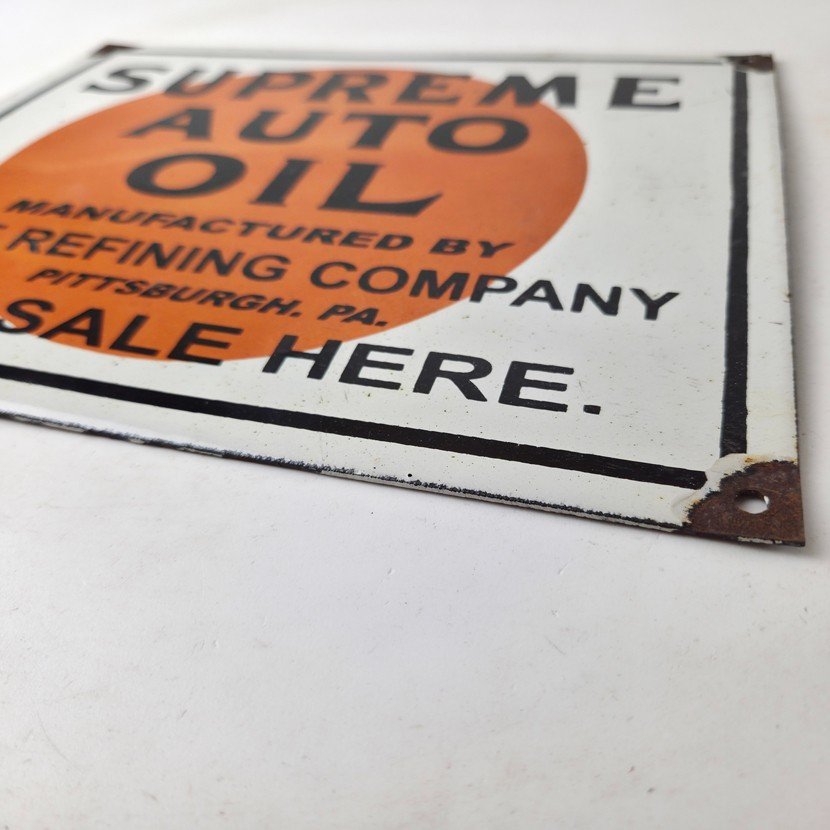 SUPREME
AUTO
OIL
MANUFACTURED BY
REFINING COMPANY
PITTSBURGH. PA.
SALE HERE.